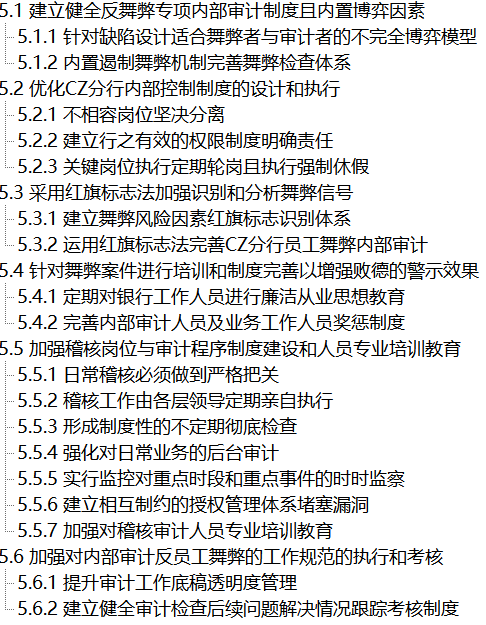 5.1 建立健全反舞弊专项内部审计制度且内置博弈因素
5.1.1 针对缺陷设计适合舞弊者与审计者的不完全博弈模型
5.1.2 内置遏制舞弊机制完善舞弊检查体系
5.2 优化CZ分行内部控制制度的设计和执行
5.2.1 不相容岗位坚决分离
5.2.2 建立行之有效的权限制度明确责任
5.2.3 关键岗位执行定期轮岗且执行强制休假
5.3 采用红旗标志法加强识别和分析舞弊信号
5.3.1 建立舞弊风险因素红旗标志识别体系
5.3.2 运用红旗标志法完善CZ分行员工舞弊内部审计
5.4 针对舞弊案件进行培训和制度完善以增强败德的警示效果
5.4.1 定期对银行工作人员进行廉洁从业思想教育
5.4.2 完善内部审计人员及业务工作人员奖惩制度
5.5 加强稽核岗位与审计程序制度建设和人员专业培训教育
5.5.1 日常稽核必须做到严格把关
5.5.2 稽核工作由各层领导定期亲自执行
5.5.3 形成制度性的不定期彻底检查
5.5.4 强化对日常业务的后台审计
5.5.5 实行监控对重点时段和重点事件的时时监察
5.5.6 建立相互制约的授权管理体系堵塞漏洞
5.5.7 加强对稽核审计人员专业培训教育
5.6 加强对内部审计反员工舞弊的工作规范的执行和考核
5.6.1 提升审计工作底稿透明度管理
5.6.2 建立健全审计检查后续问题解决情况跟踪考核制度